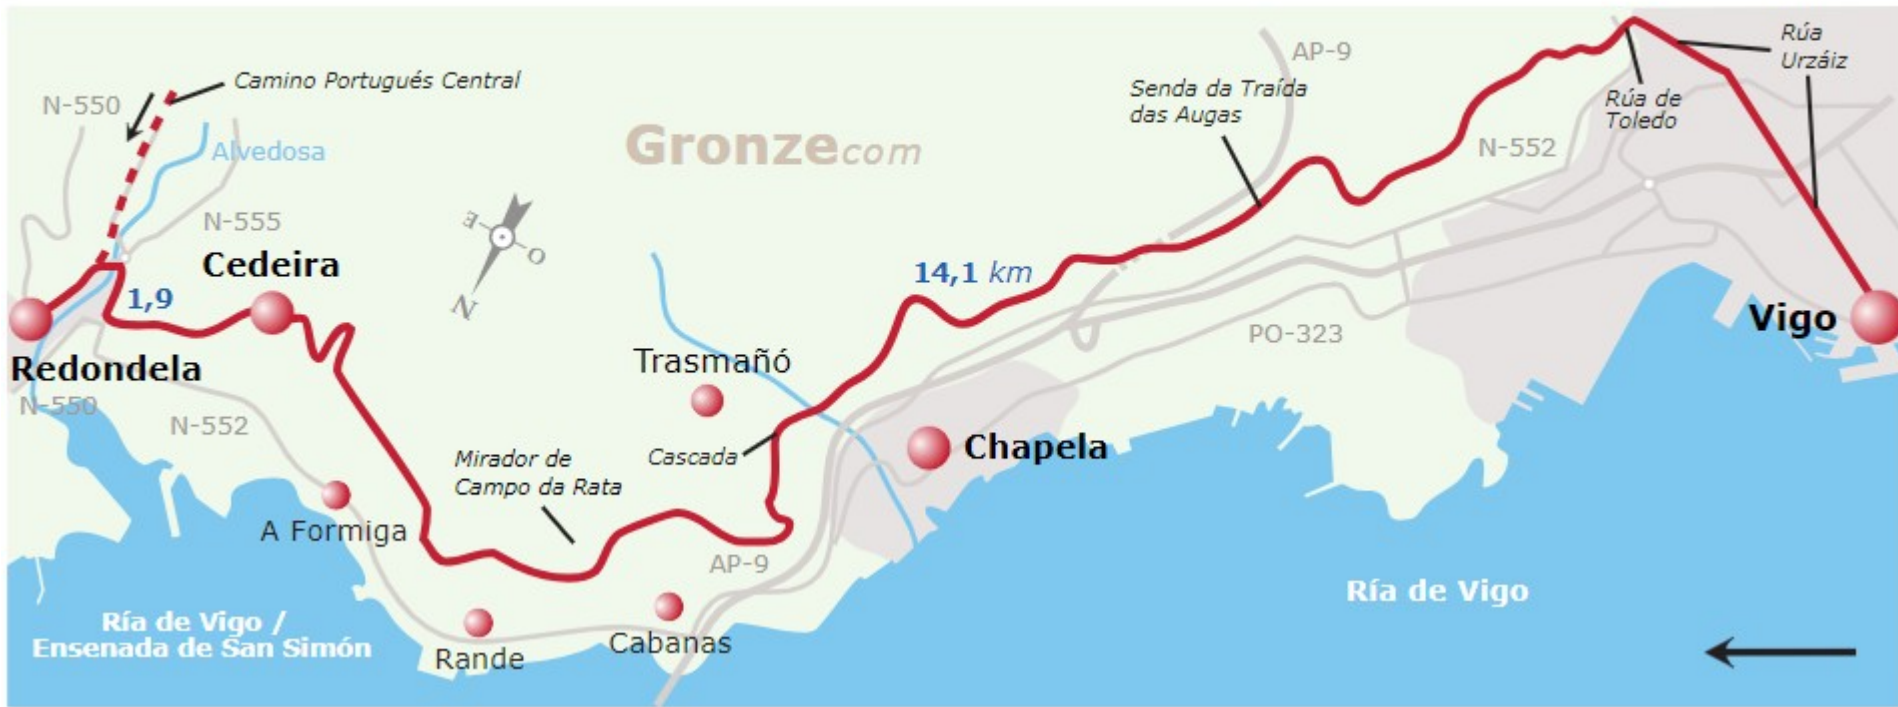 Camino Portugués Central
N-550
Alvedosa
N-555
Gronze.com
AP-9
Senda da Traída
das Augas
Rúa
Urzáiz
Rúa de
Toledo
N-552
Cedeira
1,9
E
O
N
14,1 km
PO-323
Vigo
Redondela
N-550
N-552
Trasmañó
Cascada
Chapela
Mirador de
Campo da Rata
A Formiga
AP-9
Ría de Vigo /
Ensenada de San Simón
Rande
Cabanas
Ría de Vigo